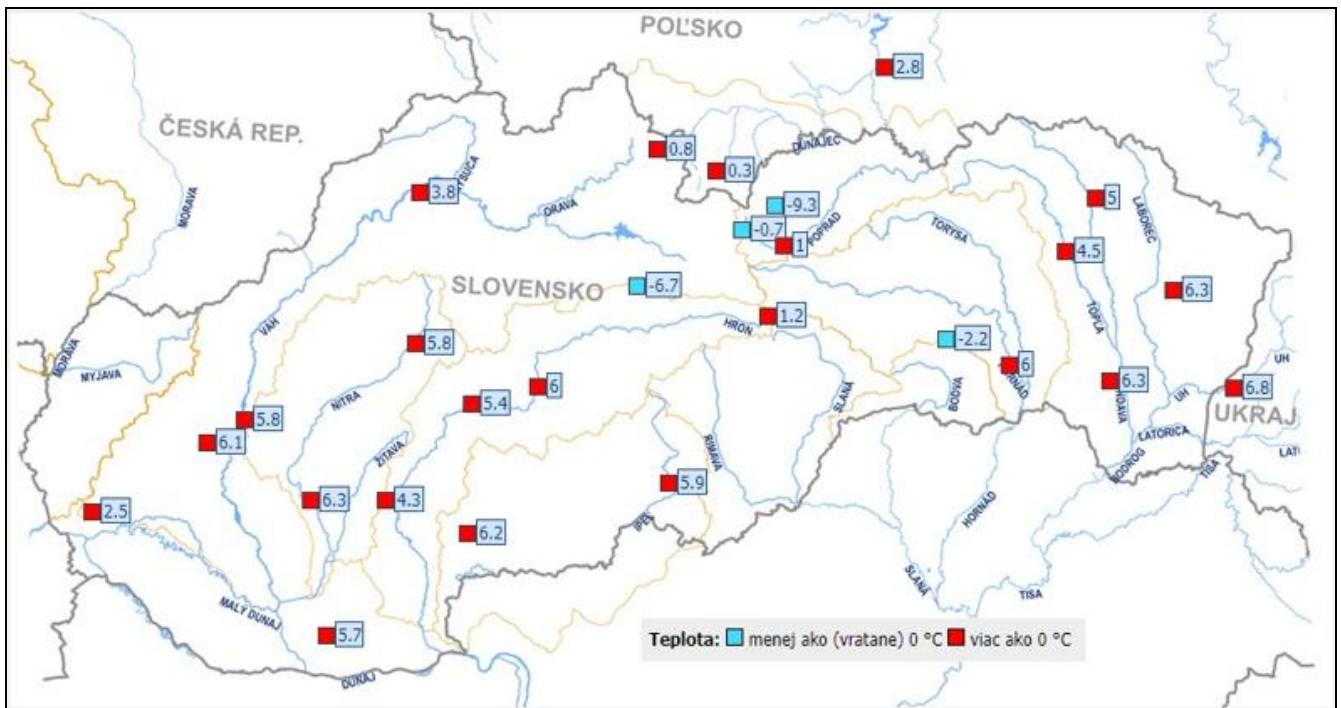 POĽSKO
2.8
ČESKÁ REP.
DUNAJEC
0.8
0.3
MORAVA
3.8
ORAVA
-9.3
5
LABOREC
-0.7
1
POPRAD
TORYSA
4.5
SLOVENSKO
-6.7
6.3
TOPĽA
VÁH
1.2
HRON
5.8
-2.2
6
HORNÁD
MORAVA
MYJAVA
NITRA
5.4
6
SLANÁ
BODVA
6.3
UH
6.8
UH
UKRAJ
5.8
6.1
ŽITAVA
RIMAVA
LATORICA
LATO
BODROG
TISA
2.5
6.3
4.3
5.9
IPEĽ
HORNÁD
6.2
SLANÁ
TISA
MALÝ DUNAJ
5.7
Teplota: menej ako (vratane) 0 °C viac ako 0 °C
DUNAJ